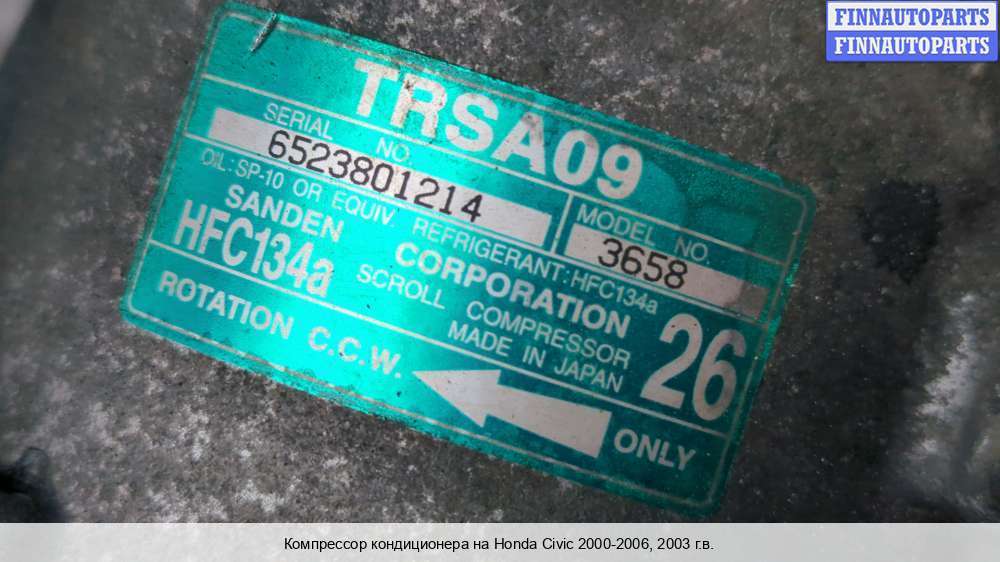 FINNAUTOPARTS
FINNAUTOPARTS
TRSA09
SERIAL NO.
6523801214
MODEL NO.
3658
OIL: SP-10 OR EQUIV. REFRIGERANT: HFC134a
SANDEN CORPORATION
HFC134a
SCROLL COMPRESSOR
MADE IN JAPAN
26
ROTATION C.C.W.
ONLY
Компрессор кондиционера на Honda Civic 2000-2006, 2003 г.в.